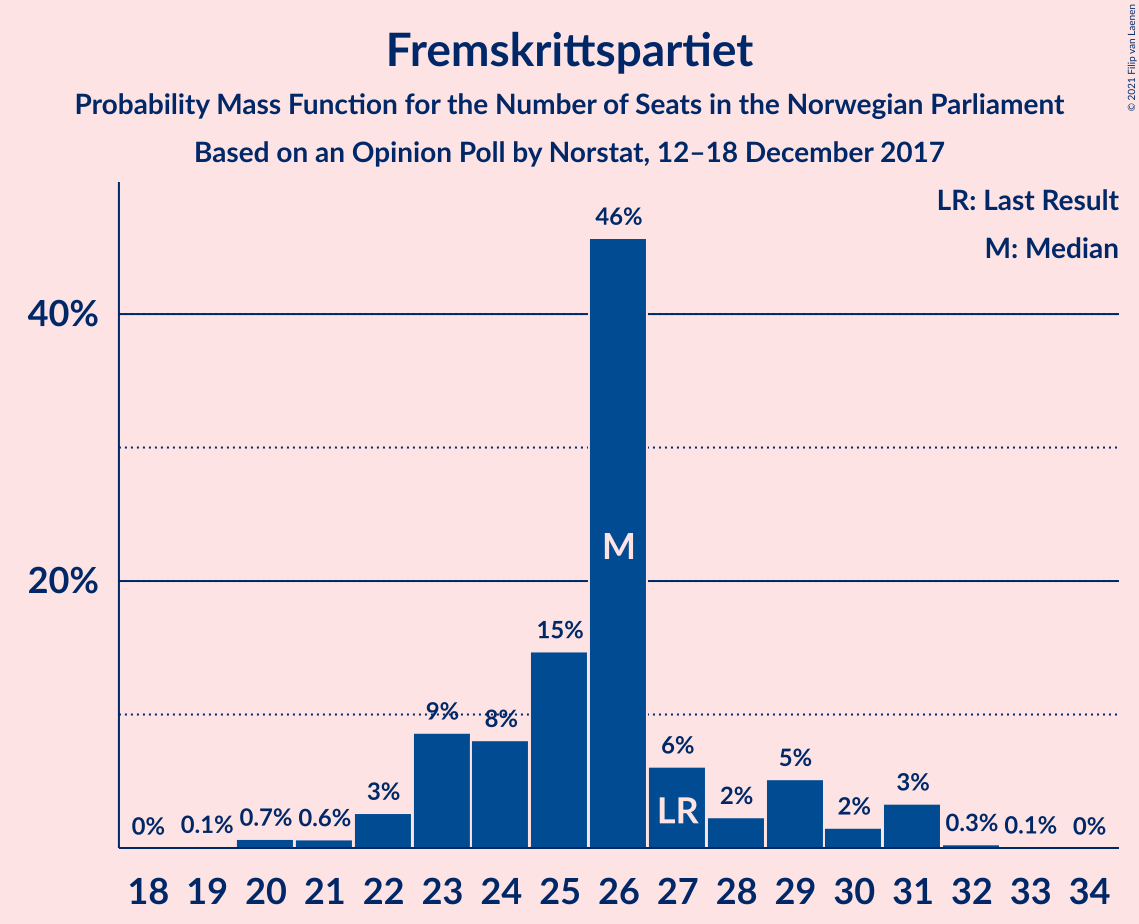 Fremskrittspartiet
Probability Mass Function for the Number of Seats in the Norwegian Parliament
Based on an Opinion Poll by Norstat, 12–18 December 2017
© 2021 Filip van Laenen
LR: Last Result
M: Median
40%
20%
0% 0.1% 0.7% 0.6% 3% 9% 8% 15% 46% 6% 2% 5% 2% 3% 0.3% 0.1% 0%
M
LR
18 19 20 21 22 23 24 25 26 27 28 29 30 31 32 33 34